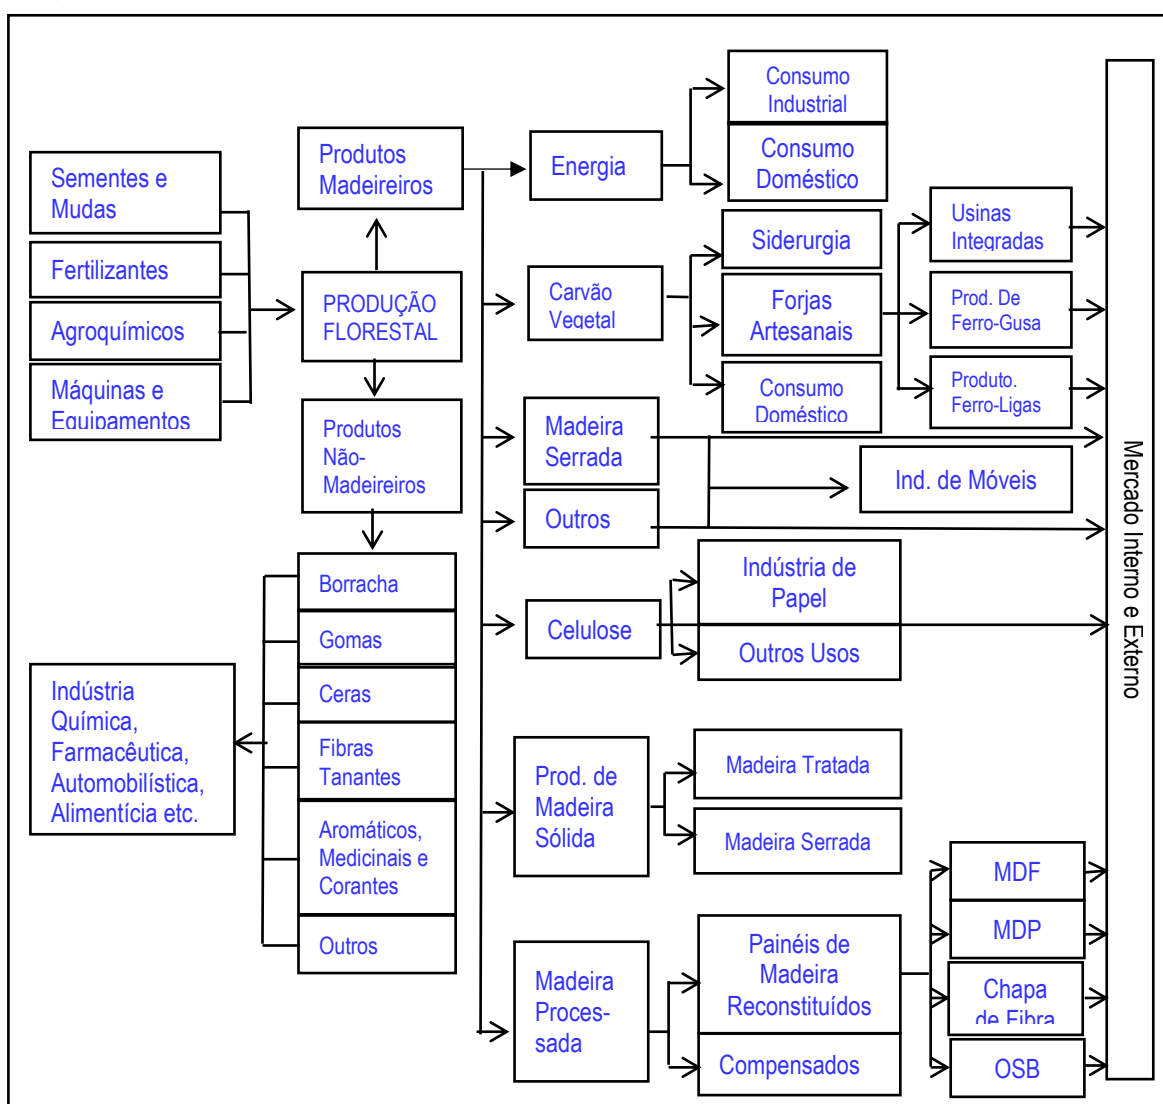 Sementes e
Mudas
Fertilizantes
Agroquímicos
Máquinas e
Equipamentos
Produtos
Madeireiros
PRODUÇÃO
FLORESTAL
Produtos
Não-
Madeireiros
Borracha
Gomas
Ceras
Fibras
Tanantes
Aromáticos,
Medicinais e
Corantes
Outros
Indústria
Química,
Farmacêutica,
Automobilística,
Alimentícia etc.
Energia
Consumo
Industrial
Consumo
Doméstico
Carvão
Vegetal
Siderurgia
Forjas
Artesanais
Consumo
Doméstico
Usinas
Integradas
Prod. De
Ferro-Gusa
Produto.
Ferro-Ligas
Madeira
Serrada
Ind. de Móveis
Outros
Celulose
Indústria de
Papel
Outros Usos
Prod. de
Madeira
Sólida
Madeira Tratada
Madeira Serrada
Madeira
Proces-
sada
Painéis de
Madeira
Reconstituídos
Compensados
MDF
MDP
Chapa
de Fibra
OSB
Mercado Interno e Externo